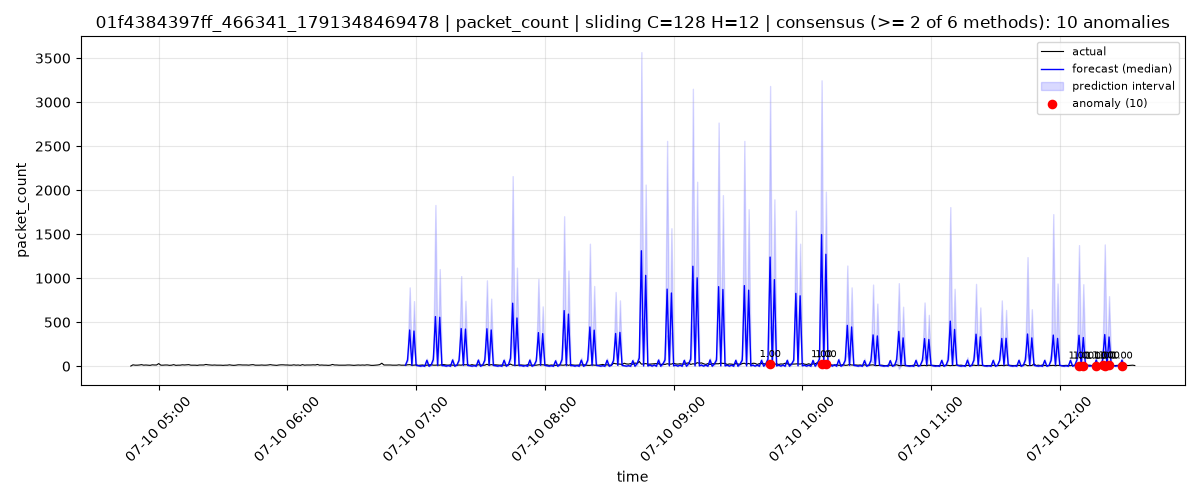 01f4384397ff_466341_1791348469478 | packet_count | sliding C=128 H=12 | consensus (>= 2 of 6 methods): 10 anomalies
actual
forecast (median)
prediction interval
anomaly (10)
packet_count
3500
3000
2500
2000
1500
1000
500
0
1.00
07-10 05:00
07-10 06:00
07-10 07:00
07-10 08:00
07-10 09:00
07-10 10:00
07-10 11:00
07-10 12:00
time